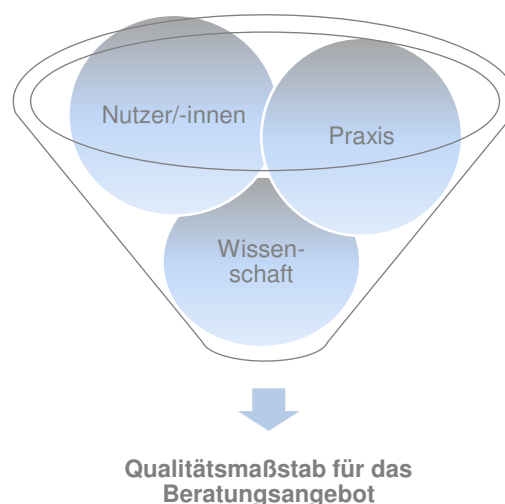 Nutzer/-innen
Praxis
Wissen-
schaft
Qualitätsmaßstab für das
Beratungsangebot